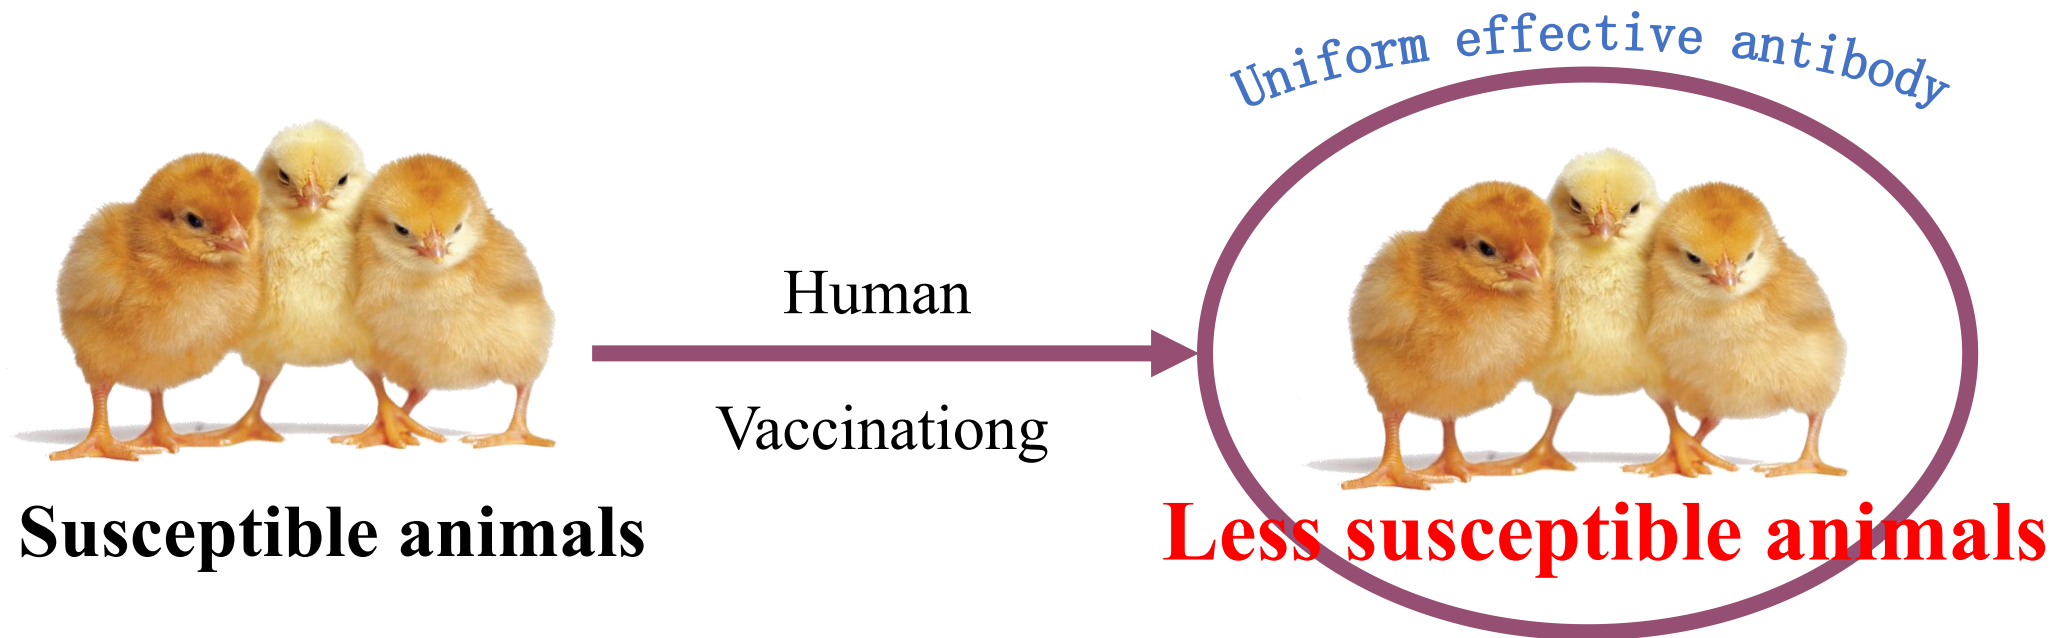 Uniform effective antibody
Human
Vaccinationg
Susceptible animals
Less susceptible animals